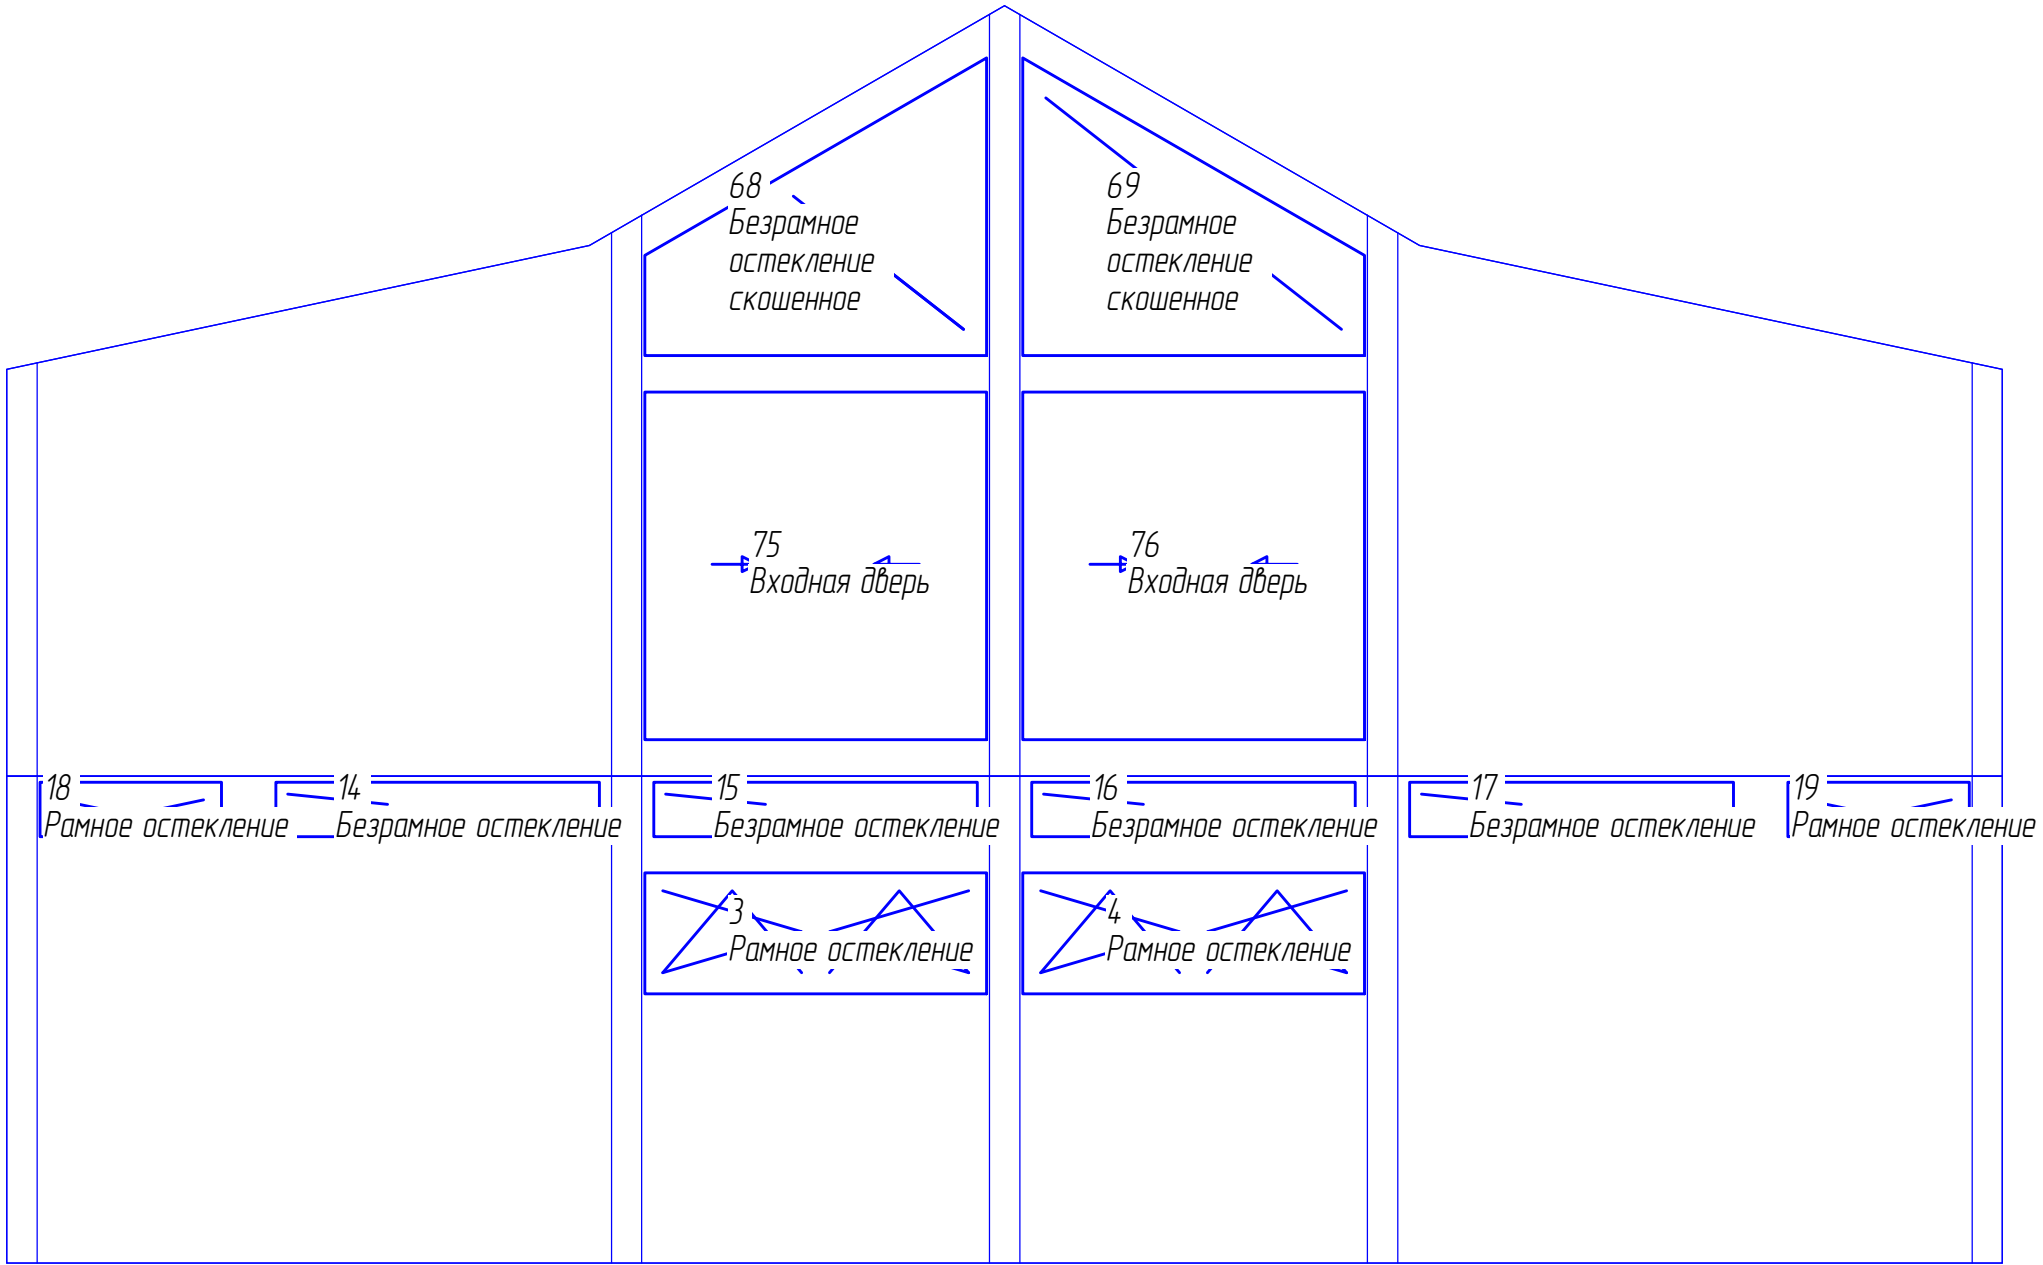 68
Безрамное
остекление
скошенное
69
Безрамное
остекление
скошенное
75
Входная дверь
76
Входная дверь
18
Рамное остекление
14
Безрамное остекление
15
Безрамное остекление
16
Безрамное остекление
17
Безрамное остекление
19
Рамное остекление
3
Рамное остекление
4
Рамное остекление